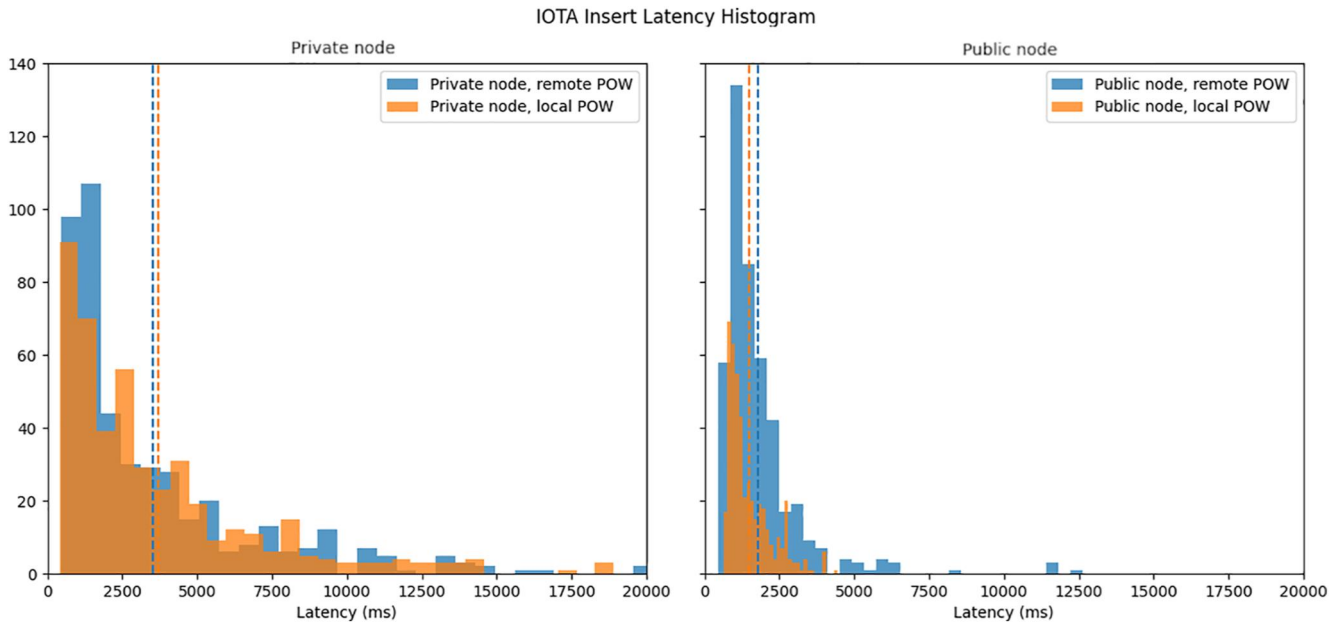 IOTA Insert Latency Histogram
Private node
Private node, remote POW
Private node, local POW
140
120
100
80
60
40
20
0
0 2500 5000 7500 10000 12500 15000 17500 20000
Latency (ms)
Public node
Public node, remote POW
Public node, local POW
0 2500 5000 7500 10000 12500 15000 17500 20000
Latency (ms)